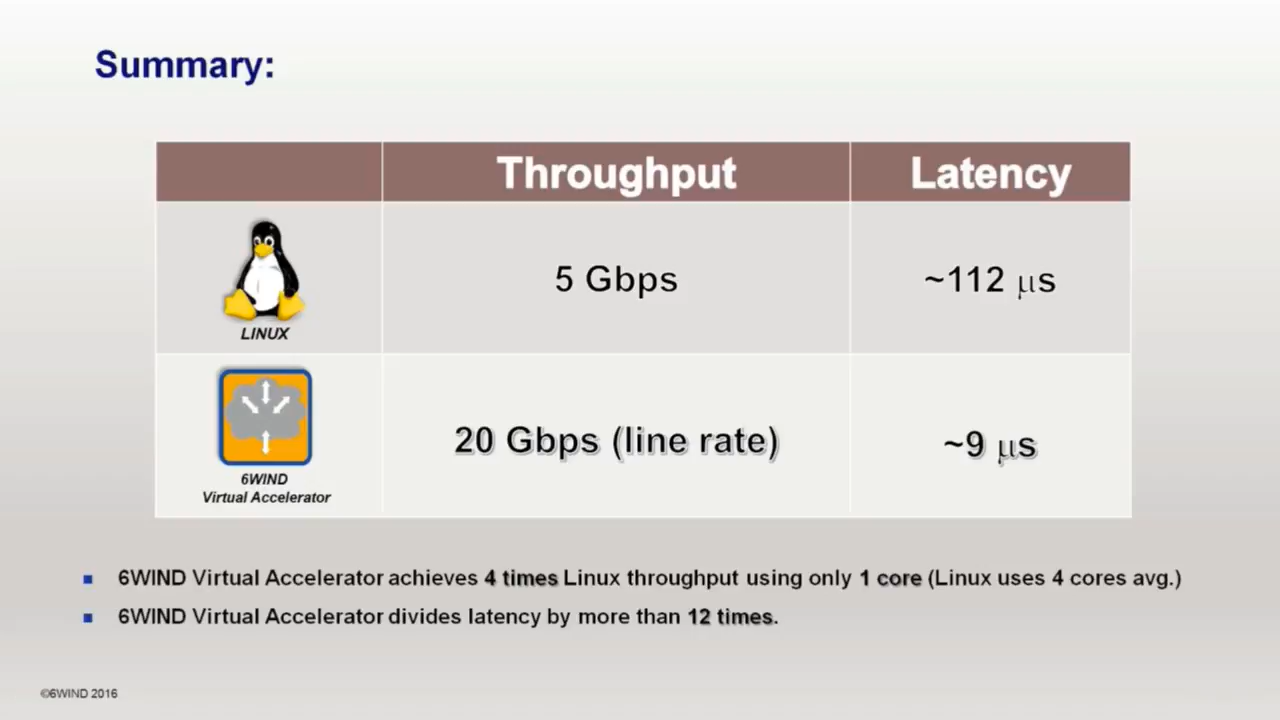 Summary:
Throughput Latency
LINUX
5 Gbps
~112 μs
6WIND
Virtual Accelerator
20 Gbps (line rate)
~9 μs
6WIND Virtual Accelerator achieves 4 times Linux throughput using only 1 core (Linux uses 4 cores avg.)
6WIND Virtual Accelerator divides latency by more than 12 times.
©6WIND 2016